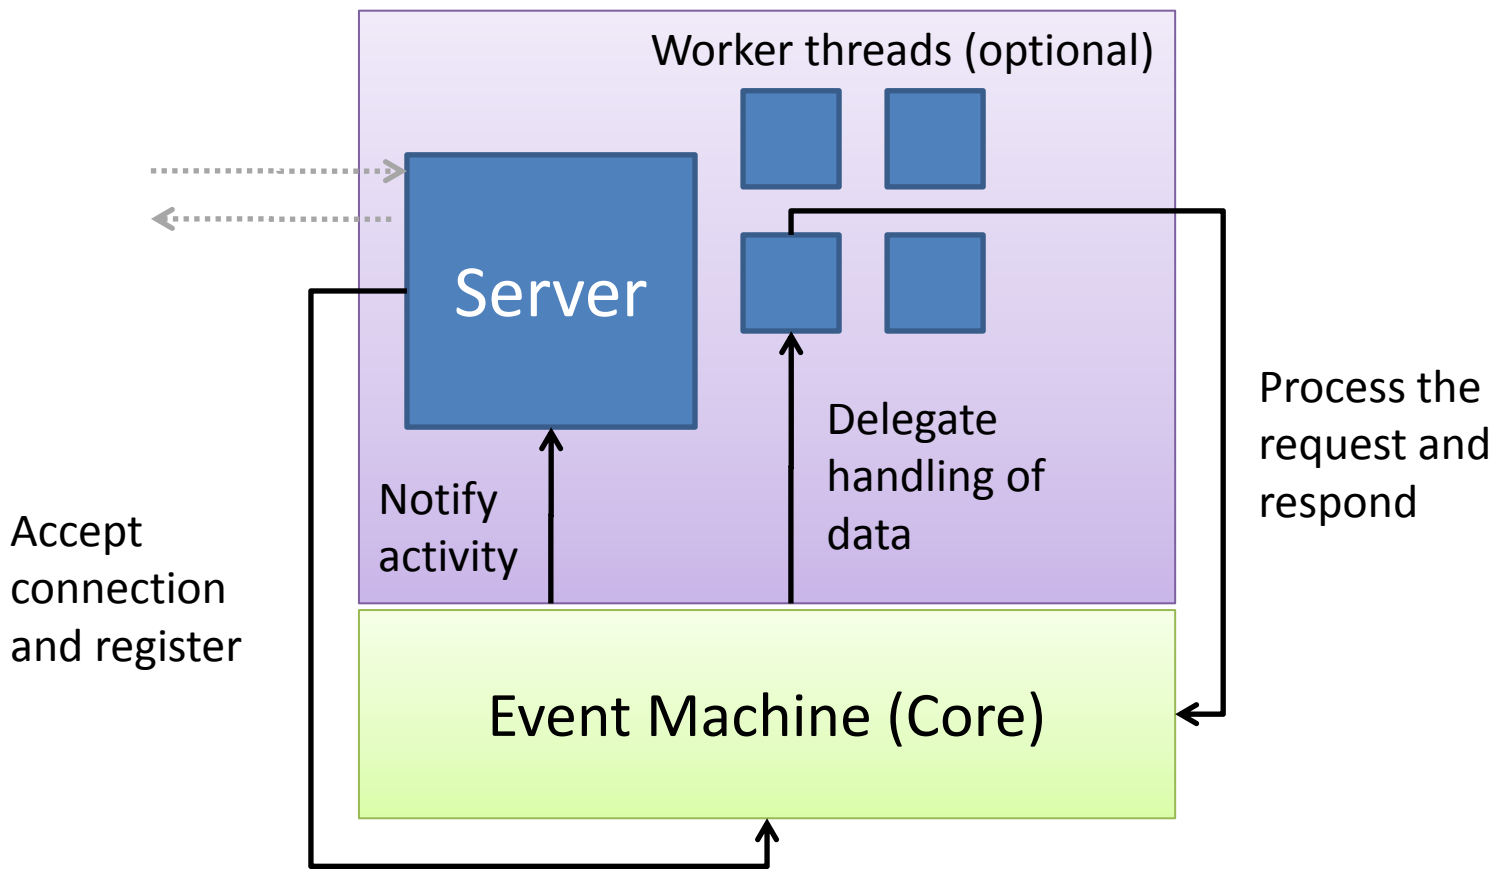 Worker threads (optional)
Server
Process the
request and
respond
Delegate
handling of
data
Notify
activity
Accept
connection
and register
Event Machine (Core)